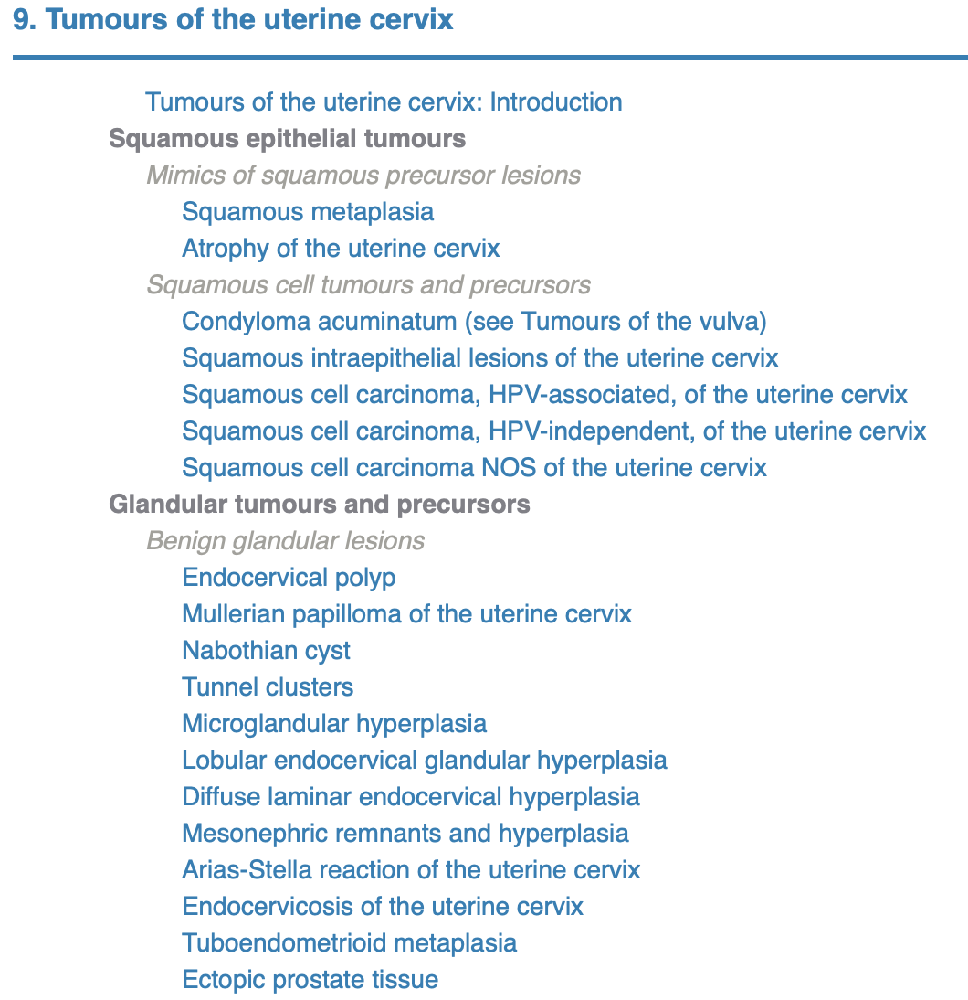 9. Tumours of the uterine cervix
Tumours of the uterine cervix: Introduction
Squamous epithelial tumours
Mimics of squamous precursor lesions
Squamous metaplasia
Atrophy of the uterine cervix
Squamous cell tumours and precursors
Condyloma acuminatum (see Tumours of the vulva)
Squamous intraepithelial lesions of the uterine cervix
Squamous cell carcinoma, HPV-associated, of the uterine cervix
Squamous cell carcinoma, HPV-independent, of the uterine cervix
Squamous cell carcinoma NOS of the uterine cervix
Glandular tumours and precursors
Benign glandular lesions
Endocervical polyp
Mullerian papilloma of the uterine cervix
Nabothian cyst
Tunnel clusters
Microglandular hyperplasia
Lobular endocervical glandular hyperplasia
Diffuse laminar endocervical hyperplasia
Mesonephric remnants and hyperplasia
Arias-Stella reaction of the uterine cervix
Endocervicosis of the uterine cervix
Tuboendometrioid metaplasia
Ectopic prostate tissue